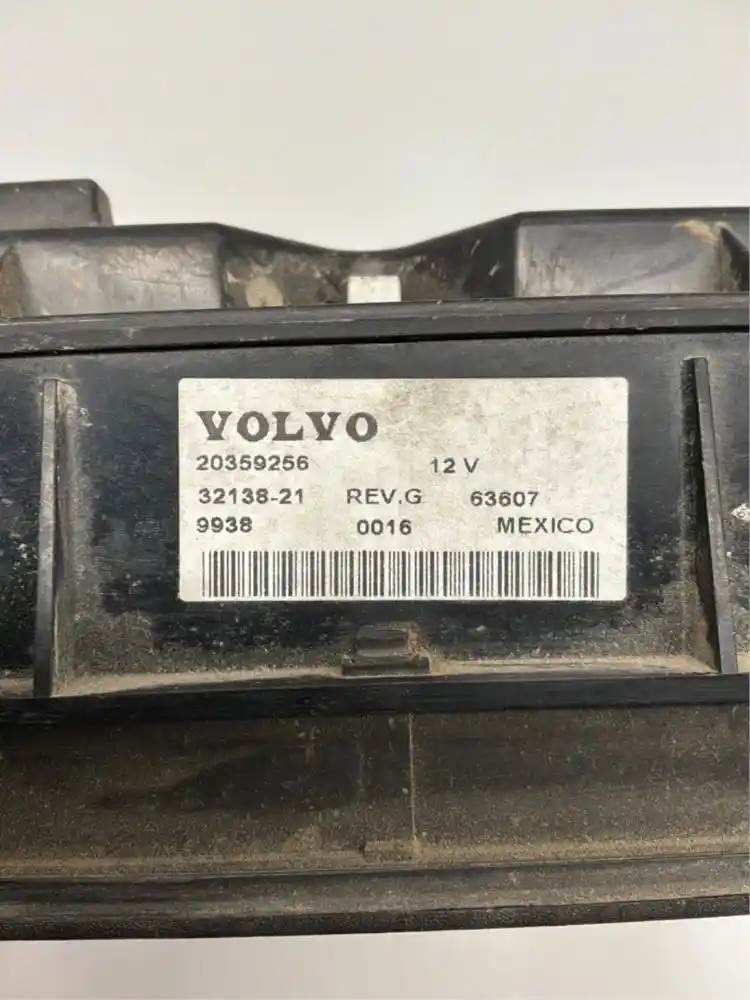 VOLVO
20359256 12 V
32138-21 REV.G 63607
9938 0016 MEXICO